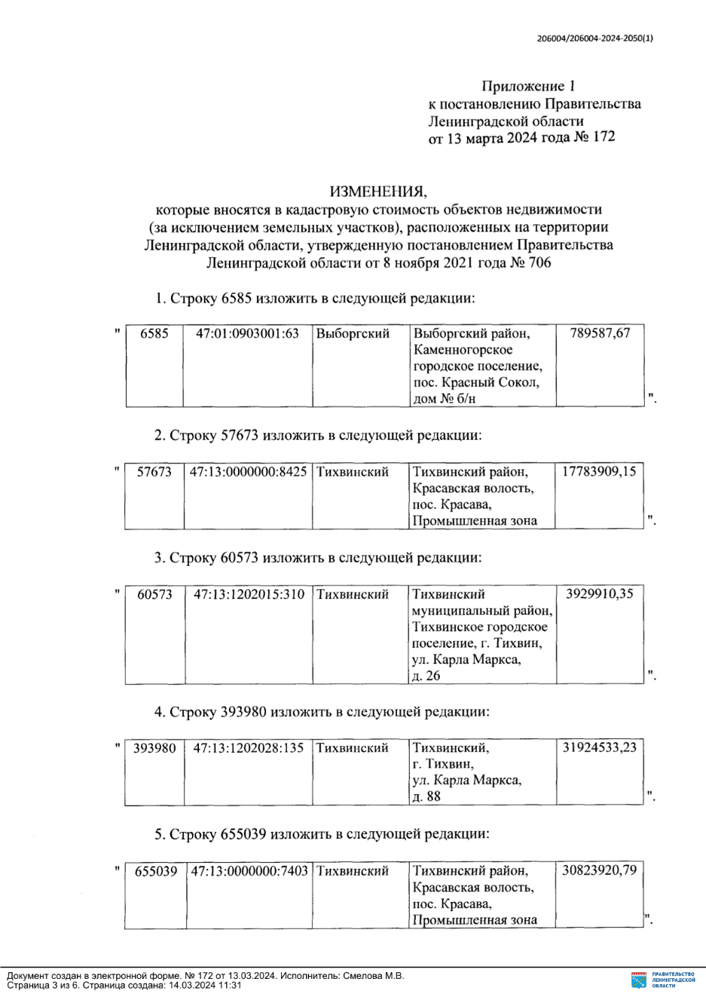 206004/206004-2024-2050(1)
Приложение 1
к постановлению Правительства
Ленинградской области
от 13 марта 2024 года № 172
ИЗМЕНЕНИЯ,
которые вносятся в кадастровую стоимость объектов недвижимости
(за исключением земельных участков), расположенных на территории
Ленинградской области, утвержденную постановлением Правительства
Ленинградской области от 8 ноября 2021 года № 706
1. Строку 6585 изложить в следующей редакции:
" 6585 47:01:0903001:63 Выборгский Выборгский район, 789587,67
Каменногорское
городское поселение,
пос. Красный Сокол,
дом № б/н ".
2. Строку 57673 изложить в следующей редакции:
" 57673 47:13:0000000:8425 Тихвинский Тихвинский район, 17783909,15
Красавская волость,
пос. Красава,
Промышленная зона ".
3. Строку 60573 изложить в следующей редакции:
" 60573 47:13:1202015:310 Тихвинский Тихвинский 3929910,35
муниципальный район,
Тихвинское городское
поселение, г. Тихвин,
ул. Карла Маркса,
д. 26 ".
4. Строку 393980 изложить в следующей редакции:
" 393980 47:13:1202028:135 Тихвинский Тихвинский, 31924533,23
г. Тихвин,
ул. Карла Маркса,
д. 88 ".
5. Строку 655039 изложить в следующей редакции:
" 655039 47:13:0000000:7403 Тихвинский Тихвинский район, 30823920,79
Красавская волость,
пос. Красава,
Промышленная зона ".
Документ создан в электронной форме. № 172 от 13.03.2024. Исполнитель: Смелова М.В.
Страница 3 из 6. Страница создана: 14.03.2024 11:31
ПРАВИТЕЛЬСТВО
ЛЕНИНГРАДСКОЙ
ОБЛАСТИ